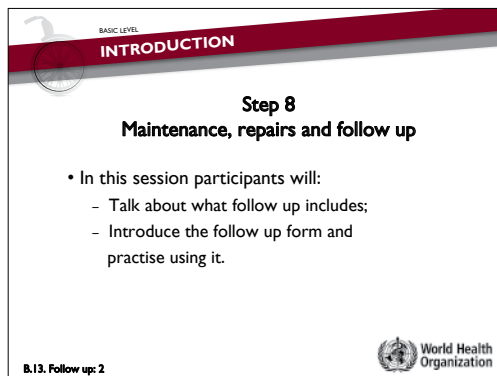 BASIC LEVEL
INTRODUCTION
Step 8
Maintenance, repairs and follow up
• In this session participants will:
– Talk about what follow up includes;
– Introduce the follow up form and
practise using it.
B.13. Follow up: 2
World Health
Organization